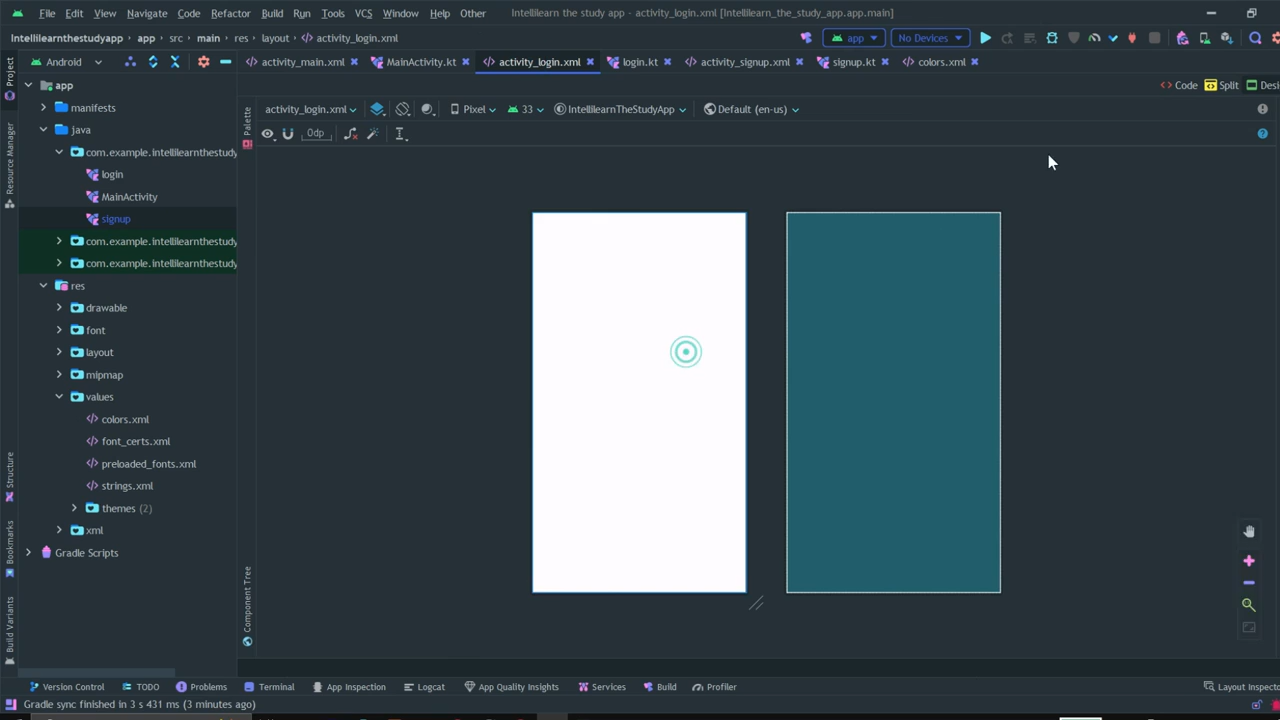 File Edit View Navigate Code Refactor Build Run Tools VCS Window Help Other Intellilearn the study app - activity_login.xml [Intellilearn_the_study_app.app.main]
Intellilearnthestudyapp app src main res layout activity_login.xml app No Devices
Android activity_main.xml MainActivity.kt activity_login.xml login.kt activity_signup.xml signup.kt colors.xml
Code Split Desi
activity_login.xml Pixel 33 IntellilearnTheStudyApp Default (en-us)
0dp
Project
Resource Manager
Structure
Bookmarks
Build Variants
app
manifests
java
com.example.intellilearnthestudy
login
MainActivity
signup
com.example.intellilearnthestudy
com.example.intellilearnthestudy
res
drawable
font
layout
mipmap
values
colors.xml
font_certs.xml
preloaded_fonts.xml
strings.xml
themes (2)
xml
Gradle Scripts
Palette
Component Tree
Version Control TODO Problems Terminal App Inspection Logcat App Quality Insights Services Build Profiler Layout Inspecto
Gradle sync finished in 3 s 431 ms (3 minutes ago)